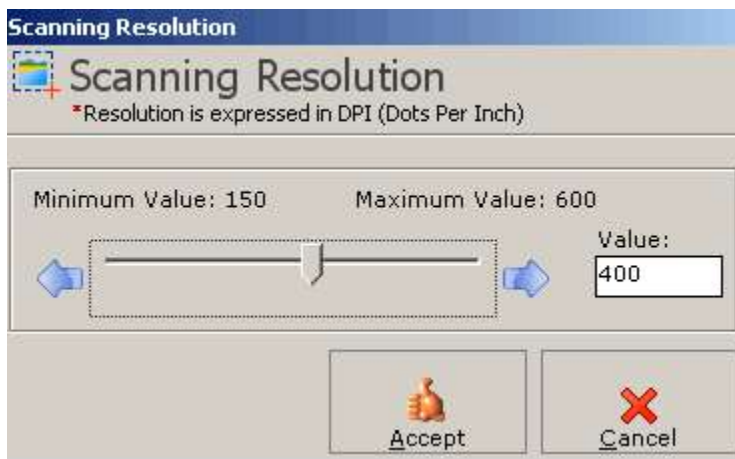 Scanning Resolution
Scanning Resolution
*Resolution is expressed in DPI (Dots Per Inch)
Minimum Value: 150 Maximum Value: 600
Value:
400
Accept Cancel